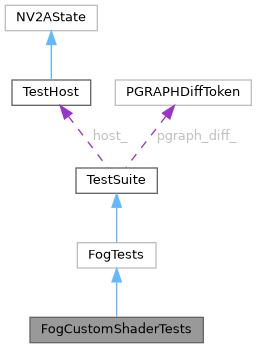 NV2AState
TestHost
PGRAPHDiffToken
host_
pgraph_diff_
TestSuite
FogTests
FogCustomShaderTests